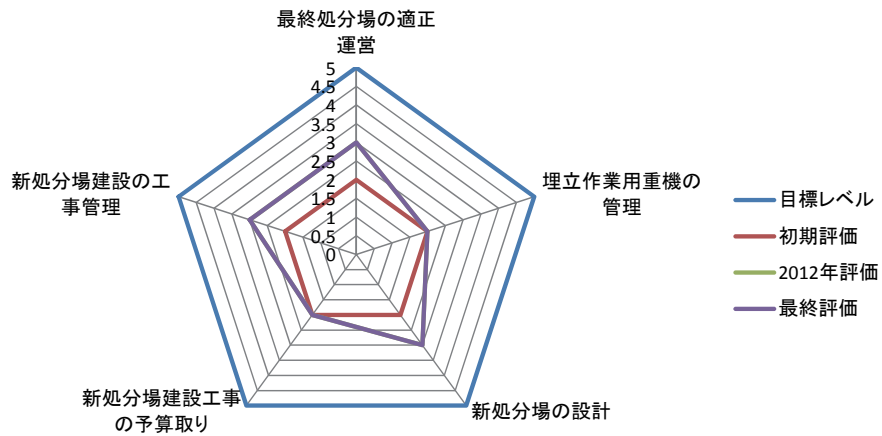 最終処分場の適正
運営
5
4.5
4
3.5
3
2.5
2
1.5
1
0.5
0
埋立作業用重機の
管理
新処分場の設計
新処分場建設工事
の予算取り
新処分場建設の工
事管理
目標レベル
初期評価
2012年評価
最終評価